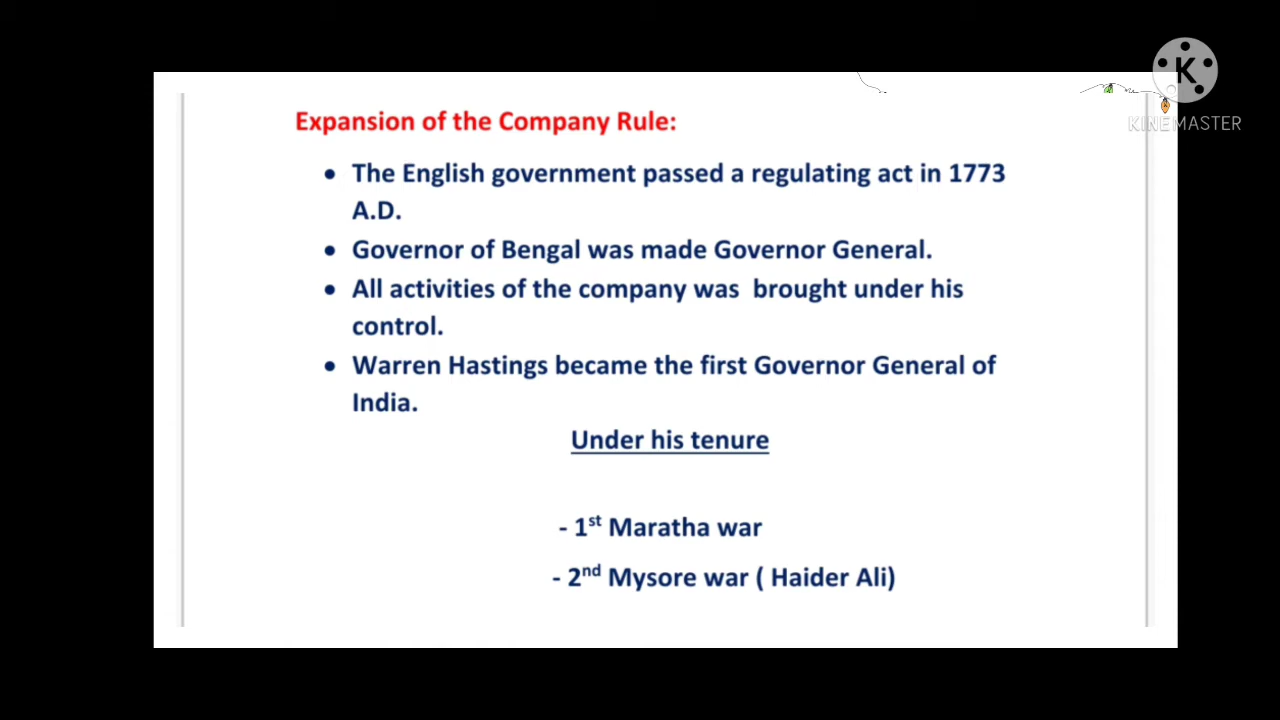 K
KINEMASTER
Expansion of the Company Rule:
• The English government passed a regulating act in 1773
A.D.
• Governor of Bengal was made Governor General.
• All activities of the company was brought under his
control.
• Warren Hastings became the first Governor General of
India.
Under his tenure
- 1st Maratha war
- 2nd Mysore war ( Haider Ali)